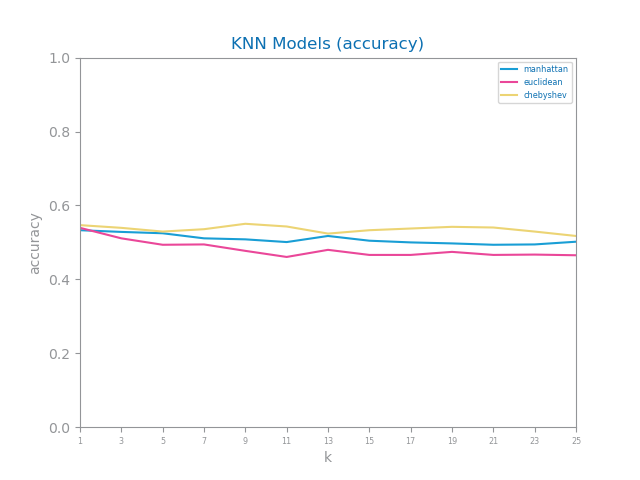 KNN Models (accuracy)
manhattan
euclidean
chebyshev
accuracy
1.0
0.8
0.6
0.4
0.2
0.0
1 3 5 7 9 11 13 15 17 19 21 23 25
k